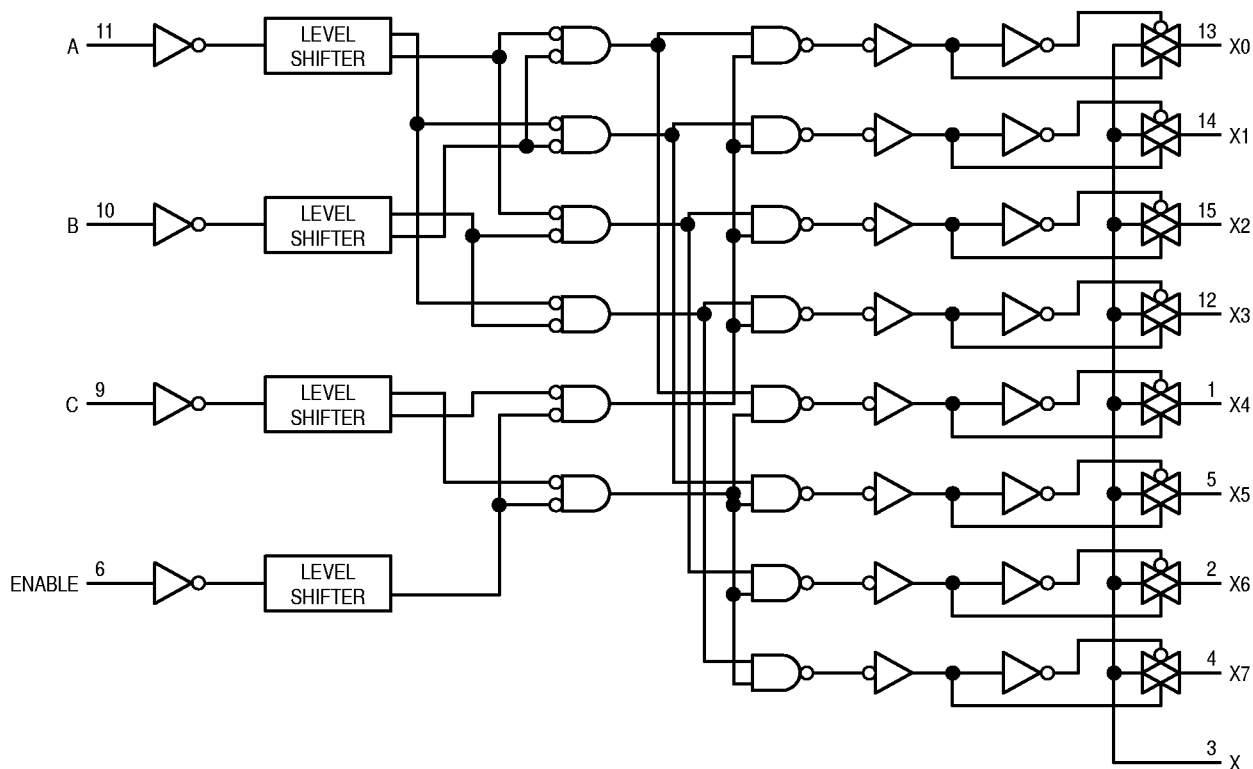 A 11 LEVEL SHIFTER 13 X0
14 X1
B 10 LEVEL SHIFTER 15 X2
12 X3
C 9 LEVEL SHIFTER 1 X4
5 X5
ENABLE 6 LEVEL SHIFTER 2 X6
4 X7
3 X